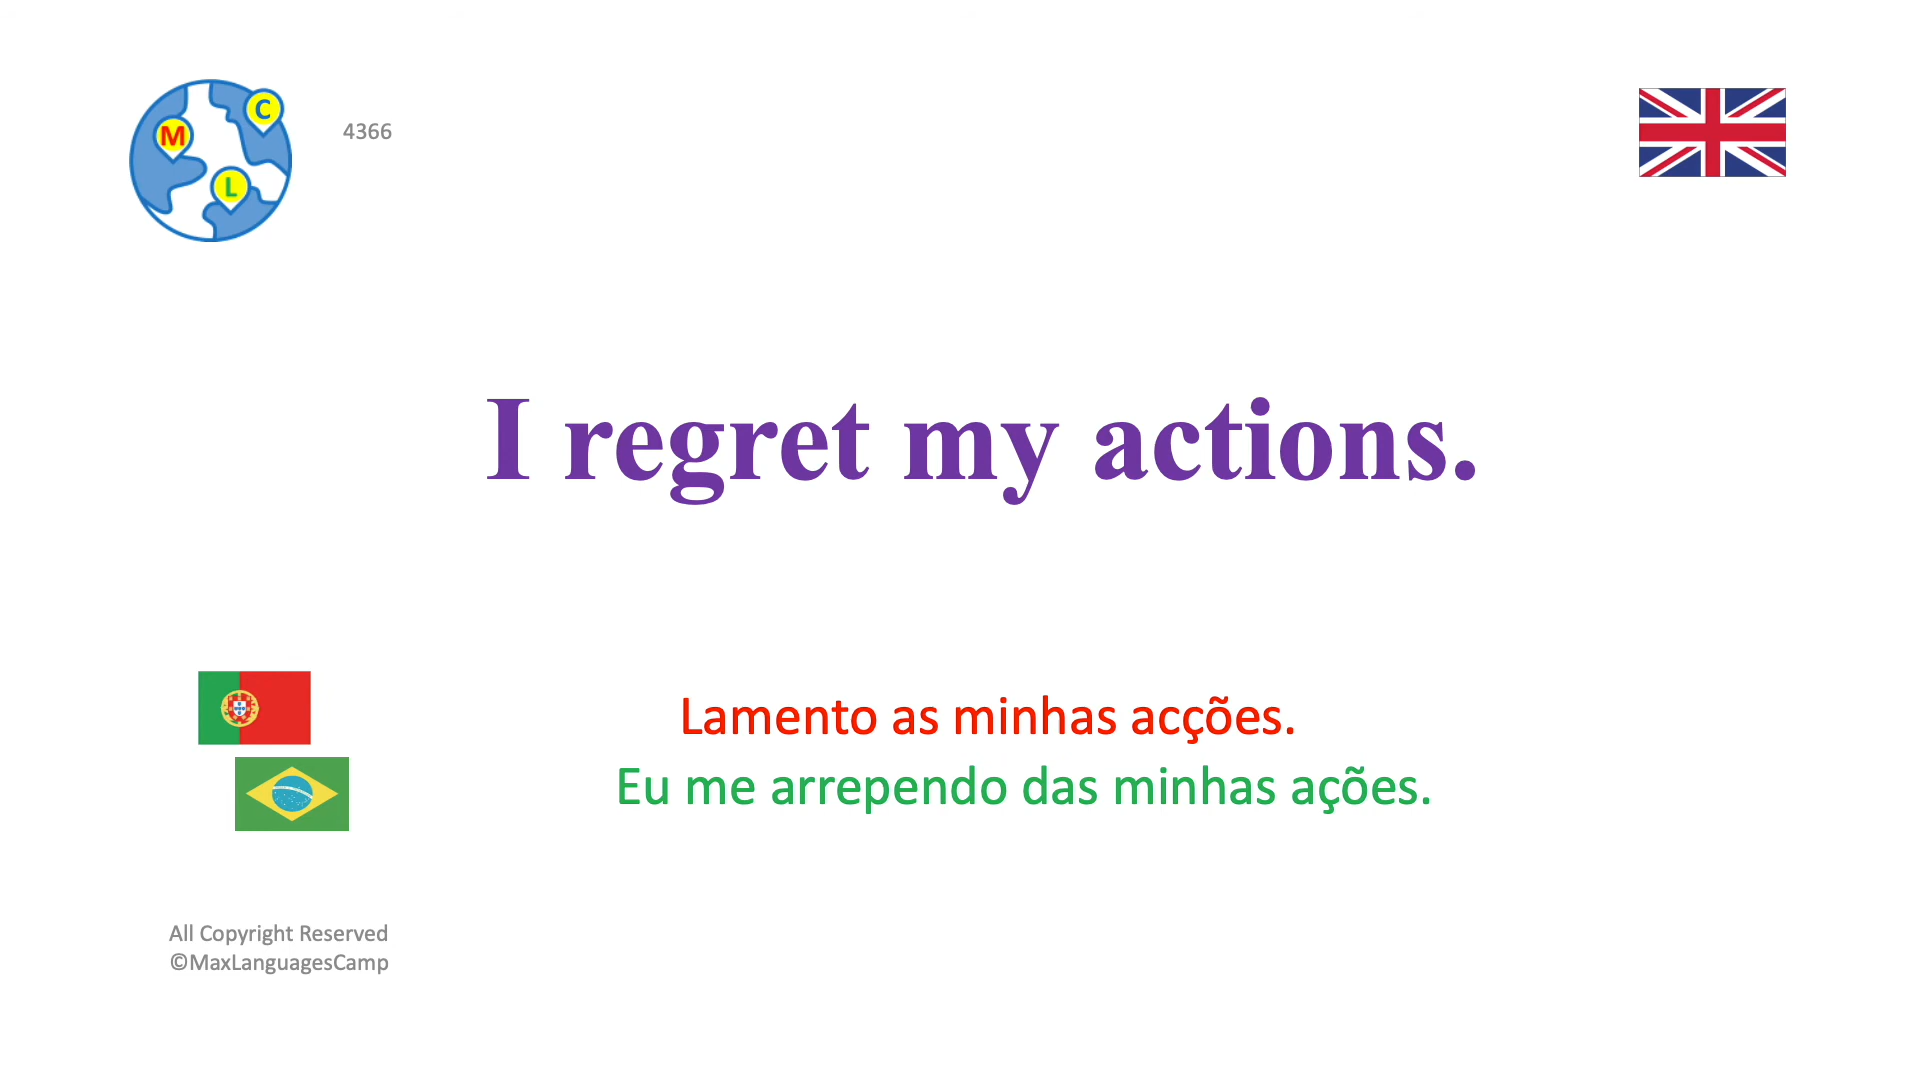 C
M
L
4366
I regret my actions.
Lamento as minhas acções.
Eu me arrependo das minhas ações.
All Copyright Reserved
©MaxLanguagesCamp